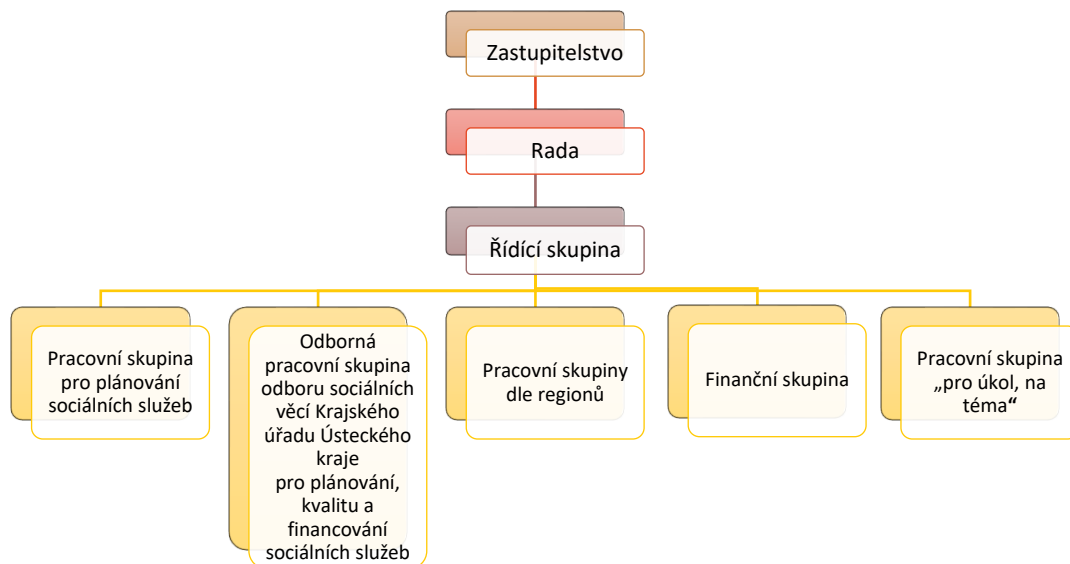 Zastupitelstvo
Rada
Řídící skupina
Pracovní skupina
pro plánování
sociálních služeb
Odborná
pracovní skupina
odboru sociálních
věcí Krajského
úřadu Ústeckého
kraje
pro plánování,
kvalitu a
financování
sociálních služeb
Pracovní skupiny
dle regionů
Finanční skupina
Pracovní skupina
„pro úkol, na
téma“